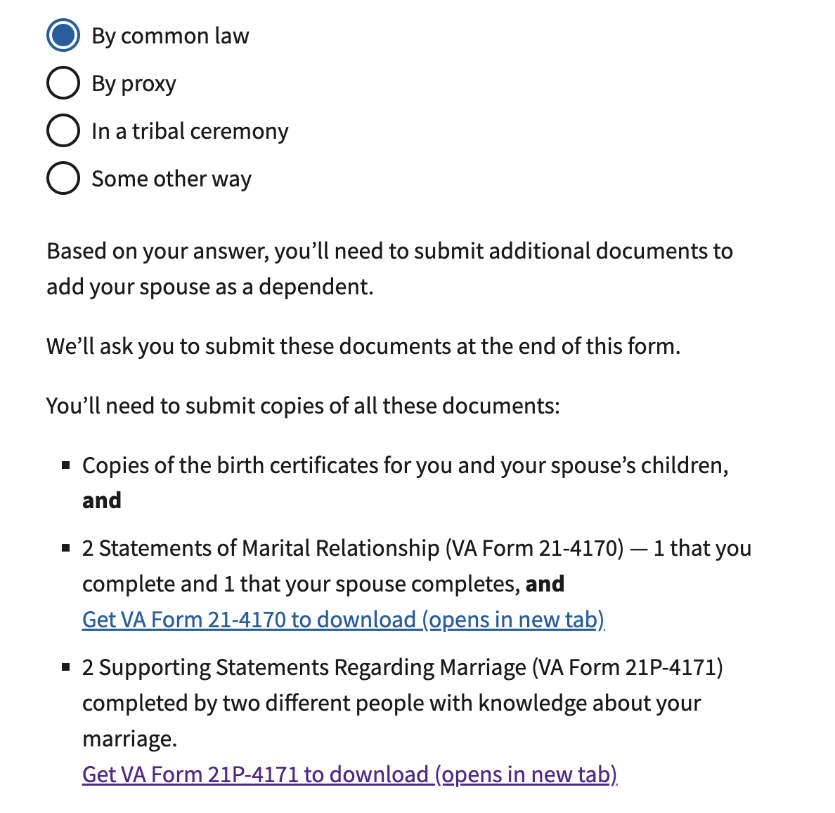 By common law
By proxy
In a tribal ceremony
Some other way
Based on your answer, you’ll need to submit additional documents to
add your spouse as a dependent.
We’ll ask you to submit these documents at the end of this form.
You’ll need to submit copies of all these documents:
▪ Copies of the birth certificates for you and your spouse’s children,
and
▪ 2 Statements of Marital Relationship (VA Form 21-4170) — 1 that you
complete and 1 that your spouse completes, and
Get VA Form 21-4170 to download (opens in new tab)
▪ 2 Supporting Statements Regarding Marriage (VA Form 21P-4171)
completed by two different people with knowledge about your
marriage.
Get VA Form 21P-4171 to download (opens in new tab)